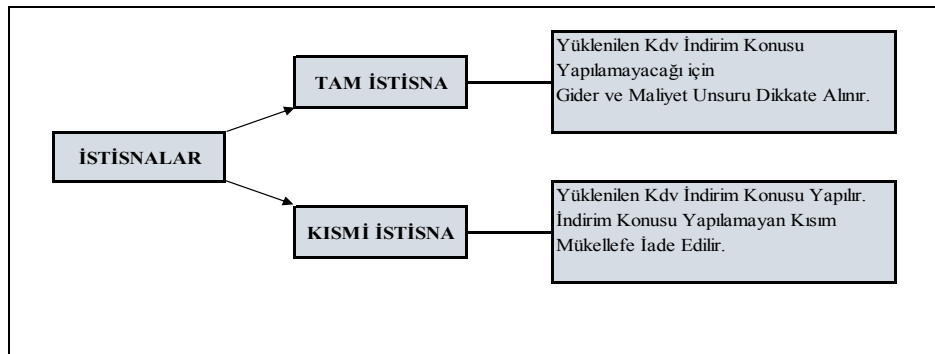 İSTİSNALAR
TAM İSTİSNA
Yüklenilen Kdv İndirim Konusu
Yapılamayacağı için
Gider ve Maliyet Unsuru Dikkate Alınır.
KISMİ İSTİSNA
Yüklenilen Kdv İndirim Konusu Yapılır.
İndirim Konusu Yapılamayan Kısım
Mükellefe İade Edilir.